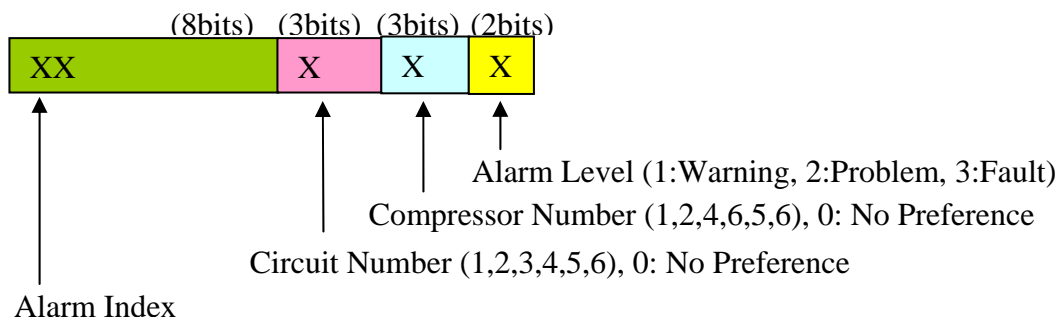 (8bits) (3bits) (3bits) (2bits)
XX X X X
Alarm Level (1:Warning, 2:Problem, 3:Fault)
Compressor Number (1,2,4,6,5,6), 0: No Preference
Circuit Number (1,2,3,4,5,6), 0: No Preference
Alarm Index